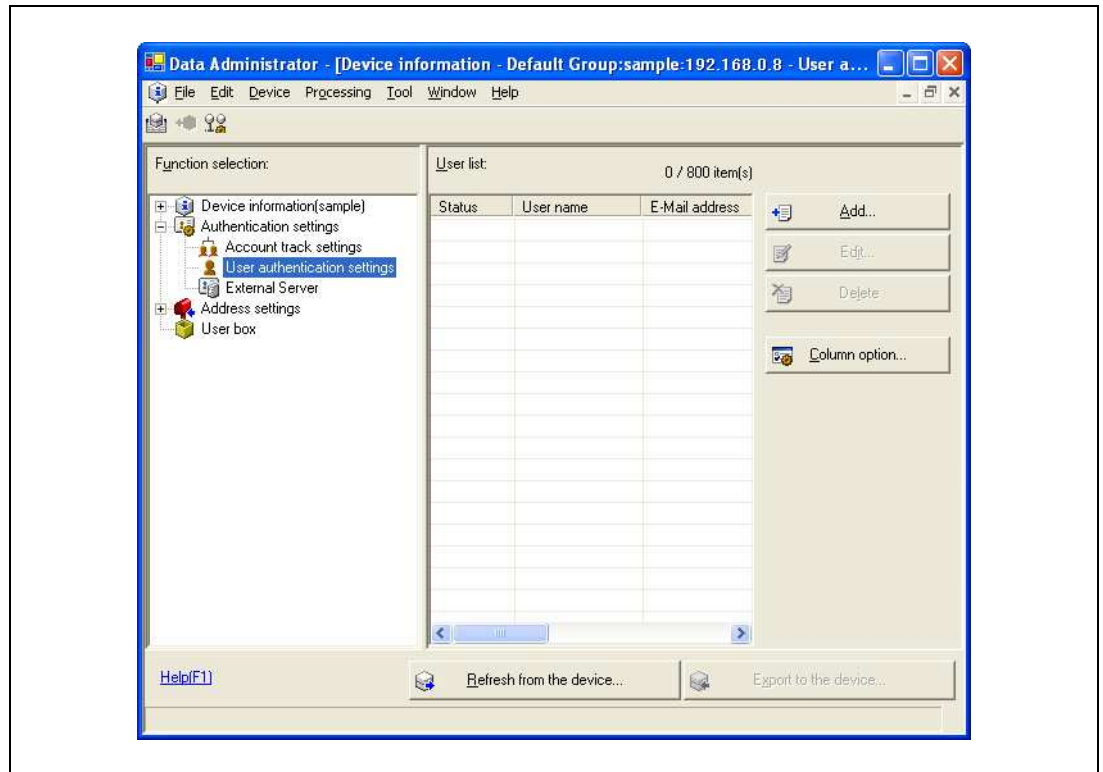 Data Administrator - [Device information - Default Group:sample:192.168.0.8 - User a...
File Edit Device Processing Tool Window Help
Function selection:
Device information(sample)
Authentication settings
Account track settings
User authentication settings
External Server
Address settings
User box
User list:
0 / 800 item(s)
Status User name E-Mail address
Add...
Edit...
Delete
Column option...
Help(F1)
Refresh from the device...
Export to the device...